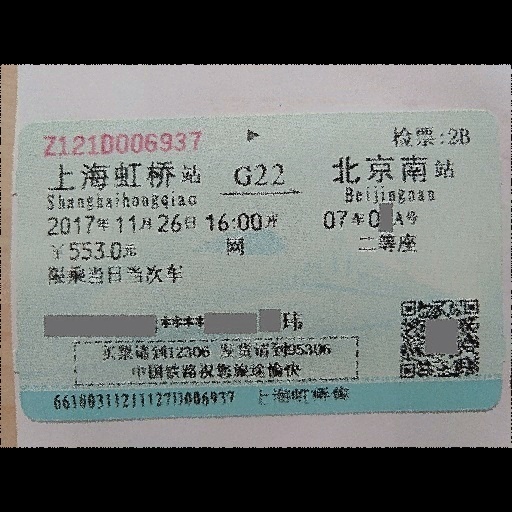 Z121D006937 检票:2B
上海虹桥站 G22 北京南站
Shanghaihongqiao Beijingnan
2017年11月26日 16:00开 07车0 A号
￥553.0元 网 二等座
限乘当日当次车
**** 玮
买票请到12306 发货请到95306
中国铁路祝您旅途愉快
66100311211127D006937 上海虹桥售